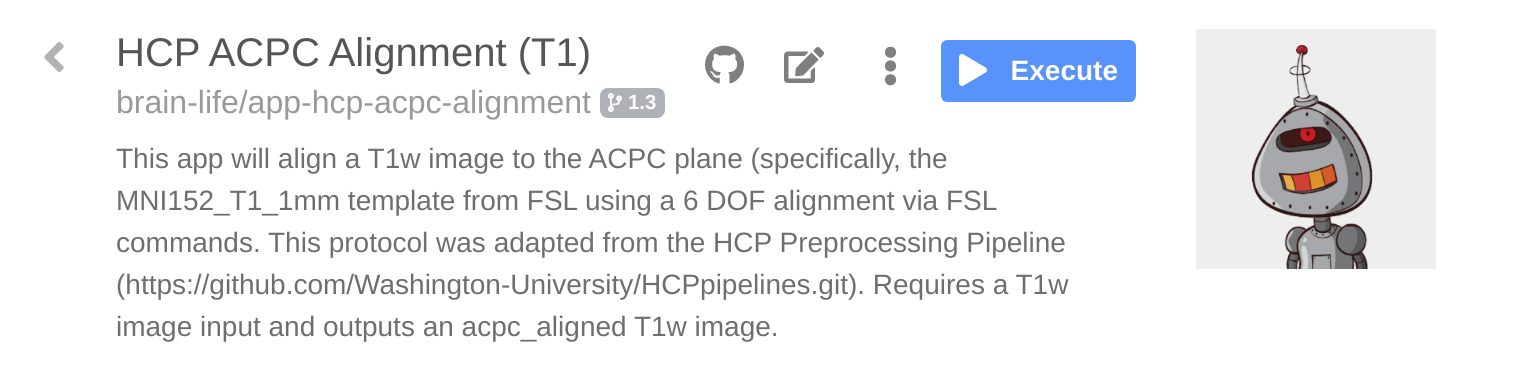 HCP ACPC Alignment (T1)
Execute
brain-life/app-hcp-acpc-alignment 1.3
This app will align a T1w image to the ACPC plane (specifically, the
MNI152_T1_1mm template from FSL using a 6 DOF alignment via FSL
commands. This protocol was adapted from the HCP Preprocessing Pipeline
(https://github.com/Washington-University/HCPpipelines.git). Requires a T1w
image input and outputs an acpc_aligned T1w image.